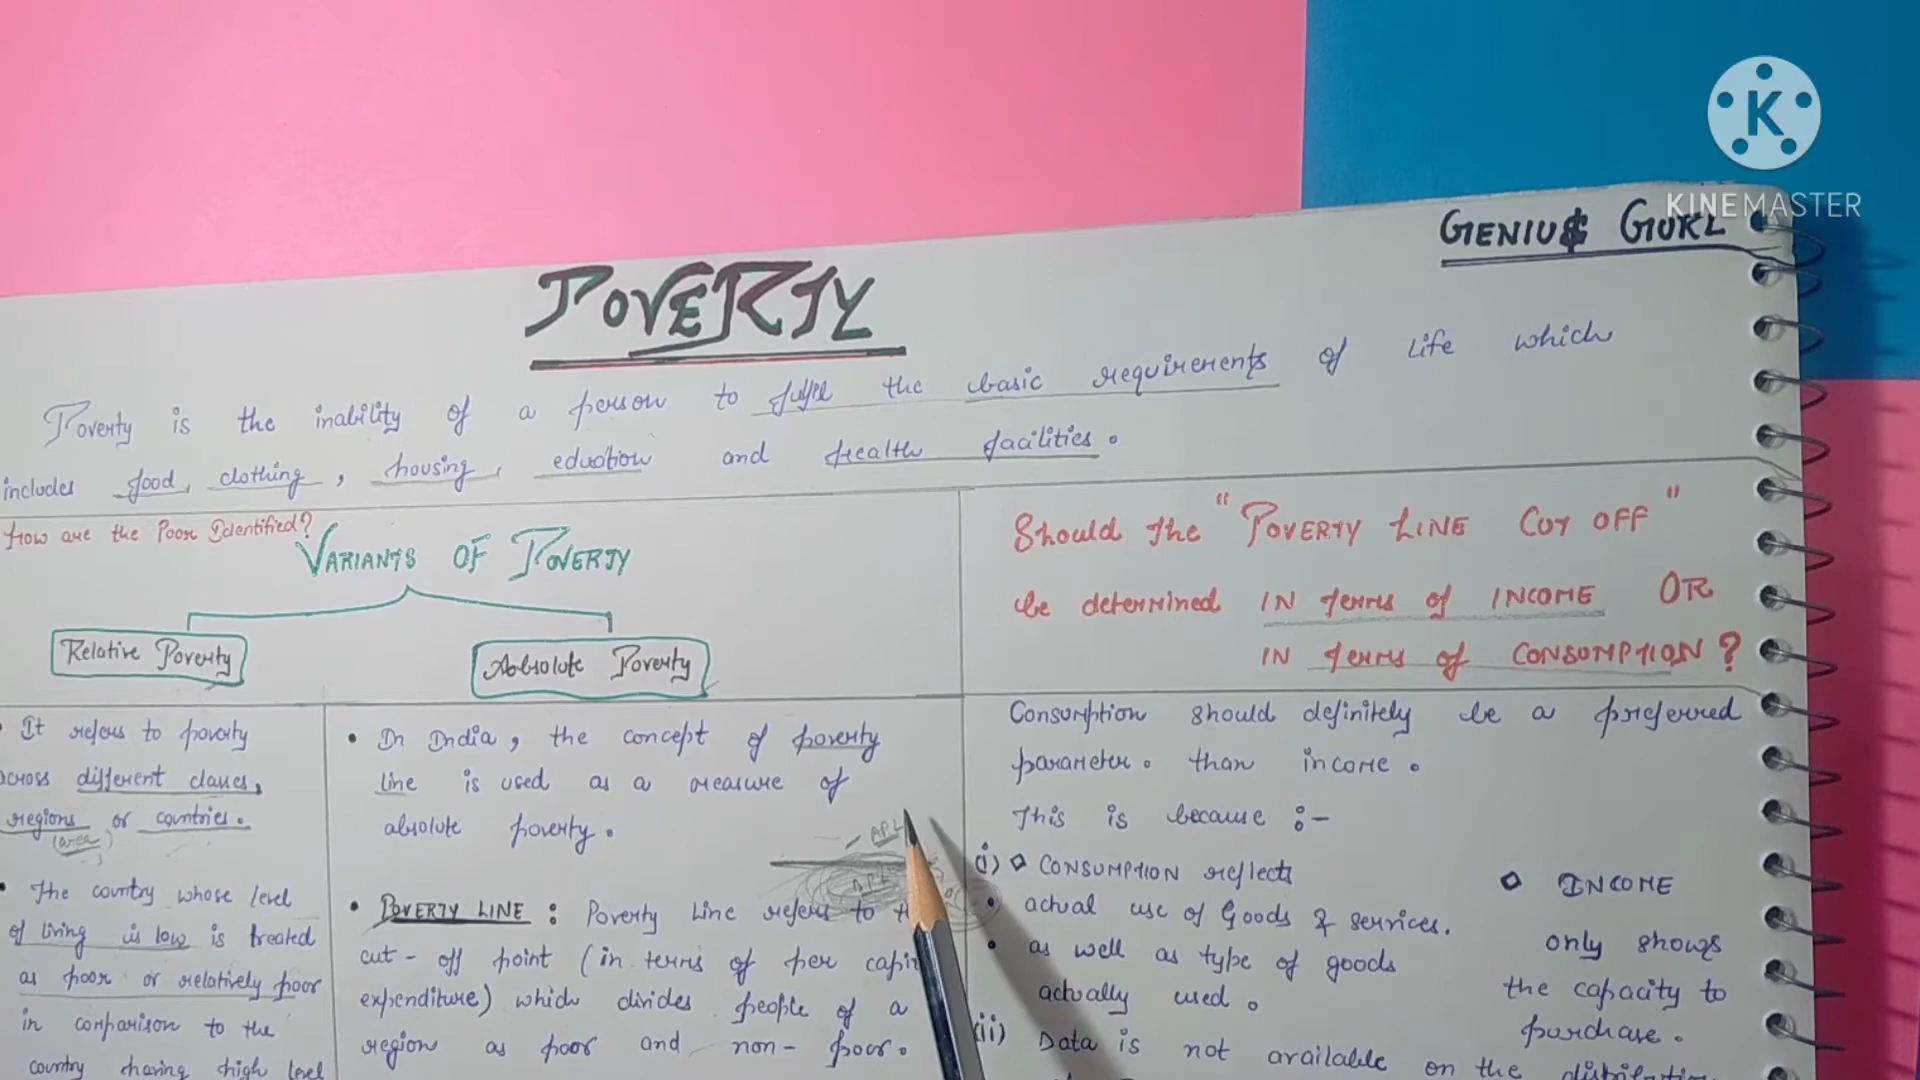 K
KINEMASTER
GENIU$ GURL
POVERTY
Poverty is the inability of a person to fulfil the basic requirements of life which
includes food, clothing, housing, eduation and health facilities.
How are the Poor Identified?
VARIANTS OF POVERTY
Relative Poverty
Absolute Poverty
It refers to povorty
across different classes,
regions or countries.
(area)
The country whose level
of living is low is treated
as poor or relatively poor
in comparison to the
country having high level
• In India, the concept of poverty
line is used as a measure of
absolute poverty.
APL
BPL
• POVERTY LINE : Poverty Line refers to
cut-off point (in terms of per
expenditure) which divides people of a
region as poor and non-poor.
Should the "POVERTY LINE CUT OFF"
be determined IN terms of INCOME OR
IN terms of CONSUMPTION?
Consumption should definitely be a preferred
parameter. than income.
This is because :-
(i) CONSUMPTION reflects
• actual use of Goods & services.
• as well as type of goods
actually used.
INCOME
only shows
the capacity to
purchase.
(ii) Data is not available on the